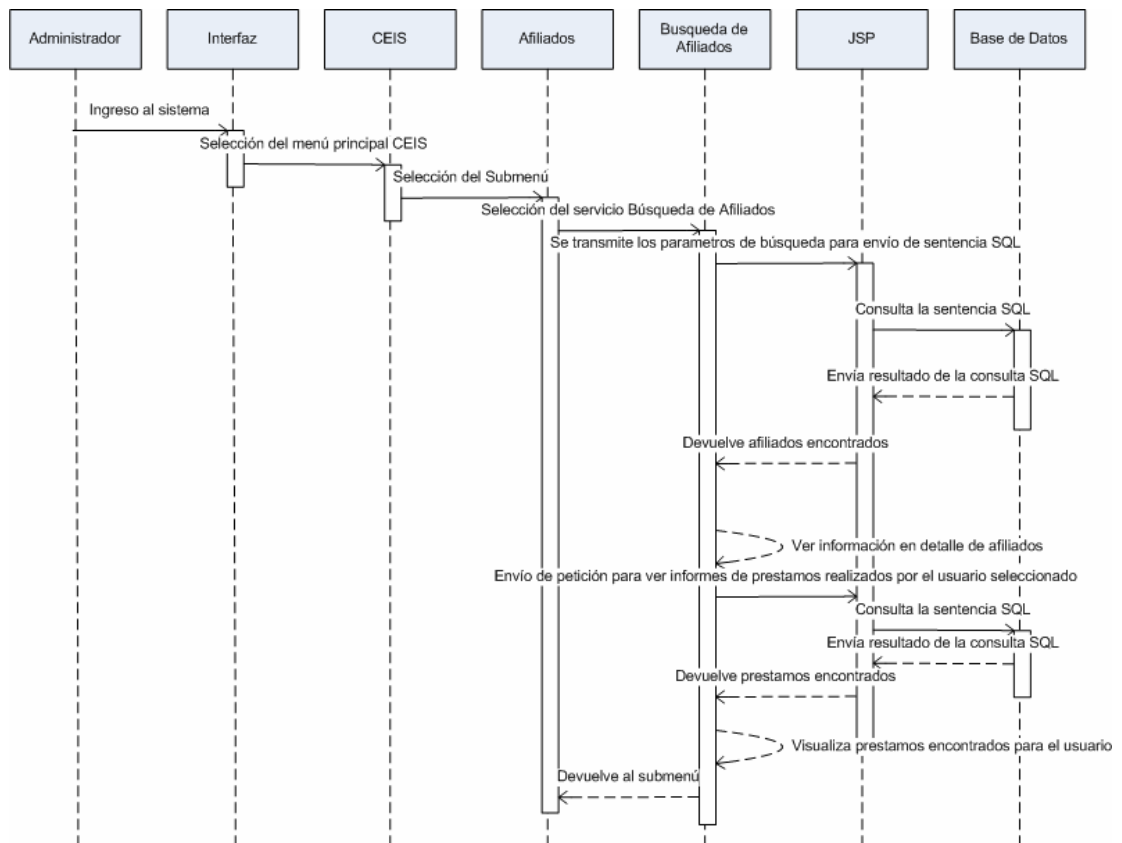 Administrador
Interfaz
CEIS
Afiliados
Busqueda de
Afiliados
JSP
Base de Datos
Ingreso al sistema
Selección del menú principal CEIS
Selección del Submenú
Selección del servicio Búsqueda de Afiliados
Se transmite los parametros de búsqueda para envío de sentencia SQL
Consulta la sentencia SQL
Envía resultado de la consulta SQL
Devuelve afiliados encontrados
Ver información en detalle de afiliados
Envío de petición para ver informes de prestamos realizados por el usuario seleccionado
Consulta la sentencia SQL
Envía resultado de la consulta SQL
Devuelve prestamos encontrados
Visualiza prestamos encontrados para el usuario
Devuelve al submenú